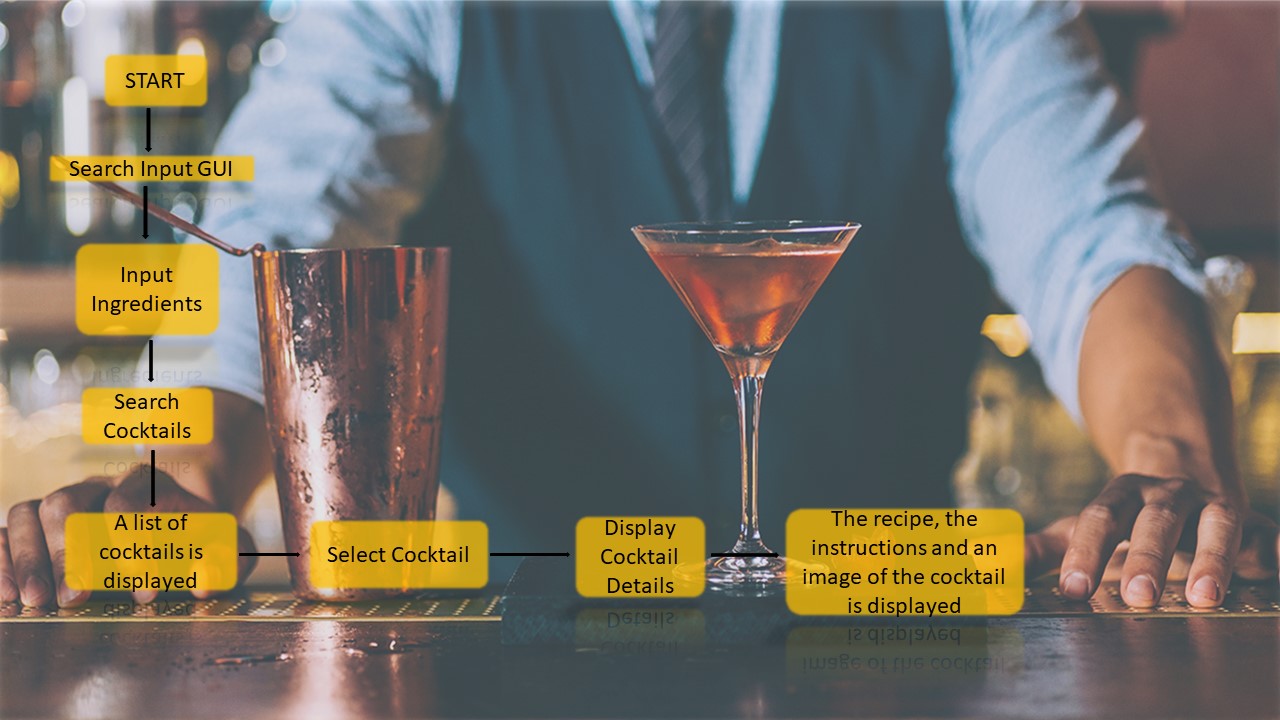 START
Search Input GUI
Input
Ingredients
Search
Cocktails
A list of
cocktails is
displayed
Select Cocktail
Display
Cocktail
Details
The recipe, the
instructions and an
image of the cocktail
is displayed